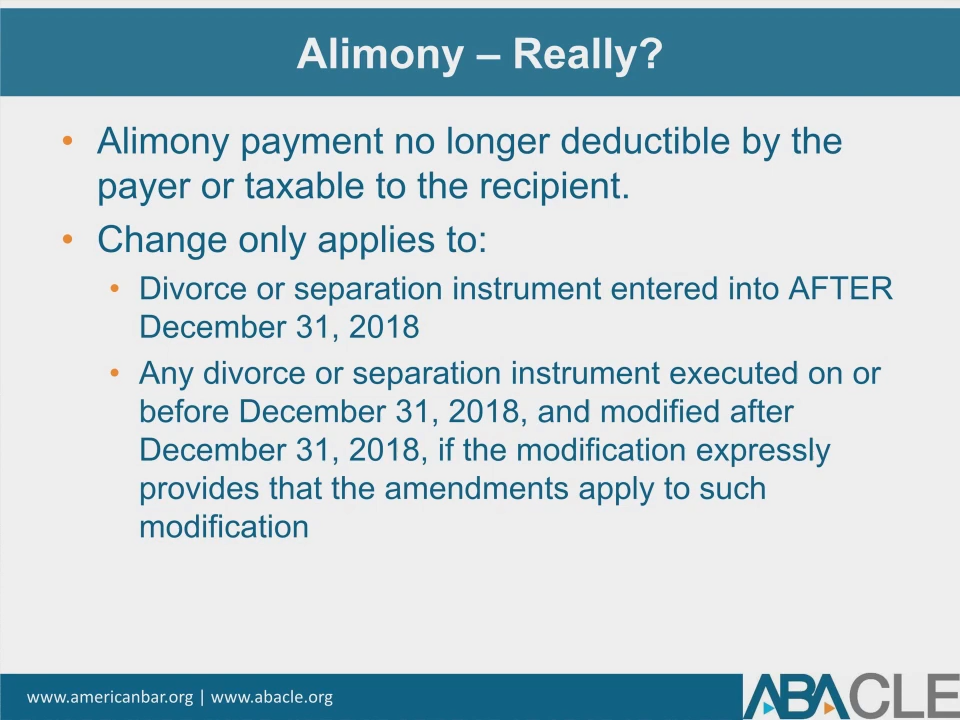 Alimony – Really?
• Alimony payment no longer deductible by the
payer or taxable to the recipient.
• Change only applies to:
• Divorce or separation instrument entered into AFTER
December 31, 2018
• Any divorce or separation instrument executed on or
before December 31, 2018, and modified after
December 31, 2018, if the modification expressly
provides that the amendments apply to such
modification
www.americanbar.org | www.abacle.org
ABACLE